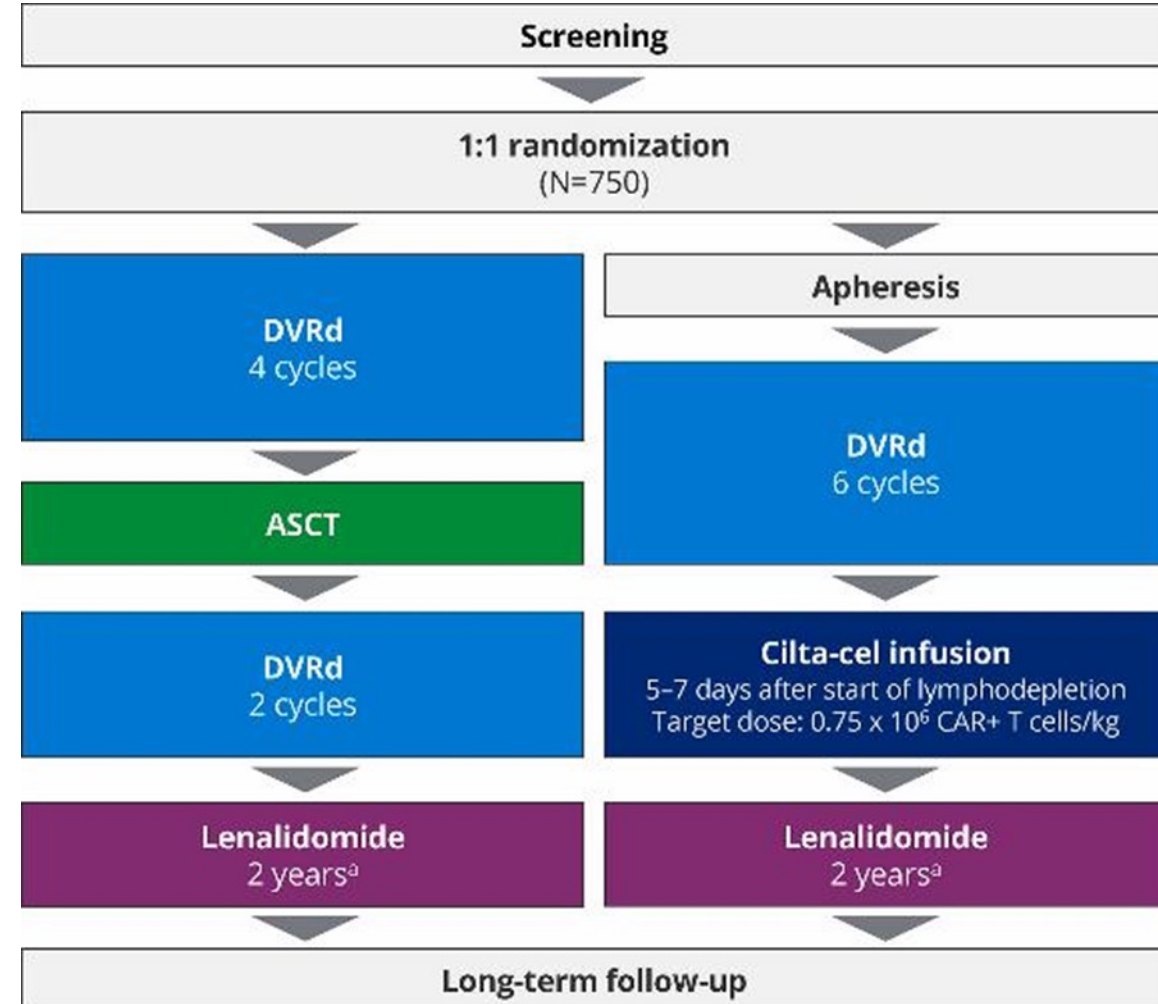 Screening
1:1 randomization
(N=750)
DVRd
4 cycles
ASCT
DVRd
2 cycles
Lenalidomide
2 yearsᵃ
Apheresis
DVRd
6 cycles
Cilta-cel infusion
5–7 days after start of lymphodepletion
Target dose: 0.75 x 10⁶ CAR+ T cells/kg
Lenalidomide
2 yearsᵃ
Long-term follow-up